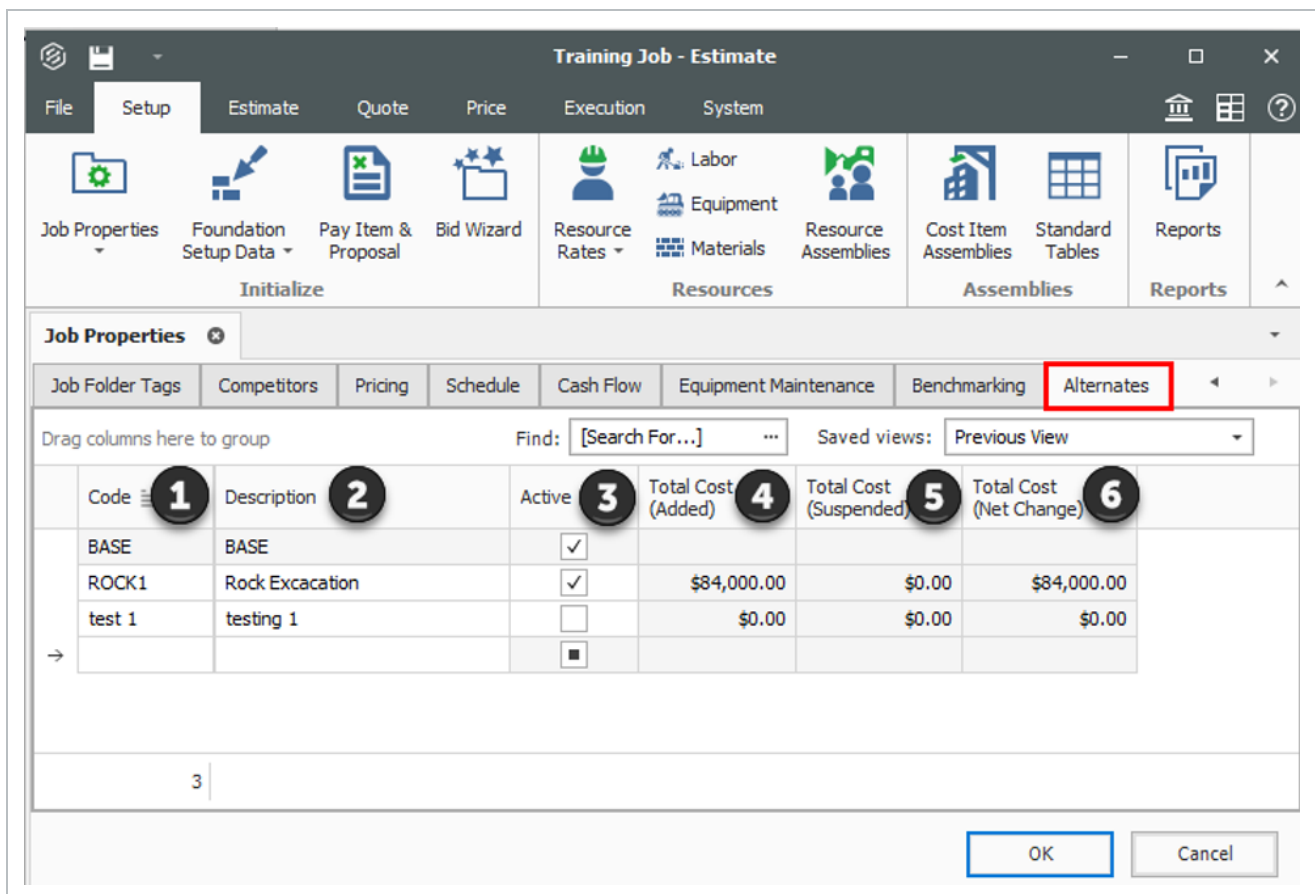 Training Job - Estimate
File Setup Estimate Quote Price Execution System
Job Properties
Foundation
Setup Data
Pay Item &
Proposal
Bid Wizard
Initialize
Resource
Rates
Labor
Equipment
Materials
Resource
Assemblies
Resources
Cost Item
Assemblies
Standard
Tables
Assemblies
Reports
Reports
Job Properties
Job Folder Tags Competitors Pricing Schedule Cash Flow Equipment Maintenance Benchmarking Alternates
Drag columns here to group Find: [Search For...] ... Saved views: Previous View
Code 1 Description 2 Active 3 Total Cost (Added) 4 Total Cost (Suspended) 5 Total Cost (Net Change) 6
BASE BASE
ROCK1 Rock Excacation $84,000.00 $0.00 $84,000.00
test 1 testing 1 $0.00 $0.00 $0.00
3
OK Cancel